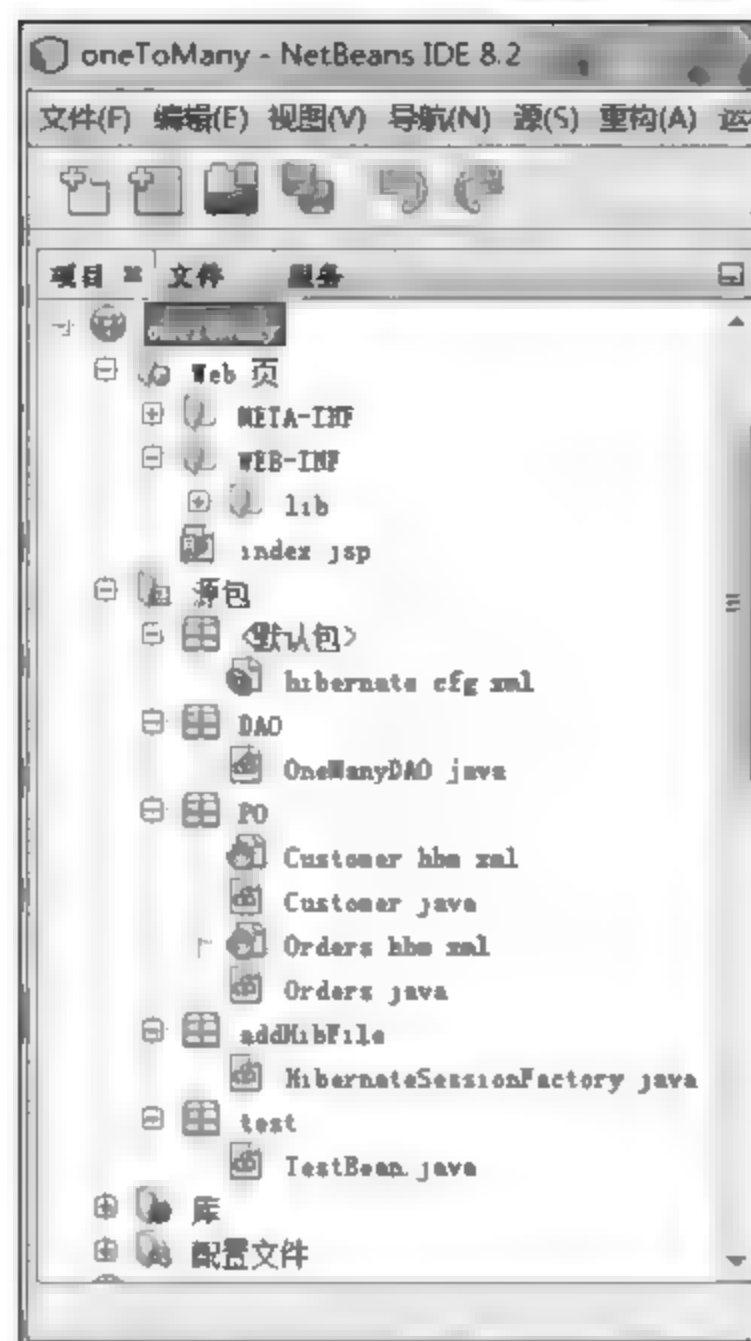 oneToMany - NetBeans IDE 8.2
文件(F) 编辑(E) 视图(V) 导航(N) 源(S) 重构(A)
项目 文件 服务
Web 页
META-INF
WEB-INF
lib
index.jsp
源包
<默认包>
hibernate.cfg.xml
DAO
OneManyDAO.java
PO
Customer.hbm.xml
Customer.java
Orders.hbm.xml
Orders.java
addHibFile
HibernateSessionFactory.java
test
TestBean.java
库
配置文件